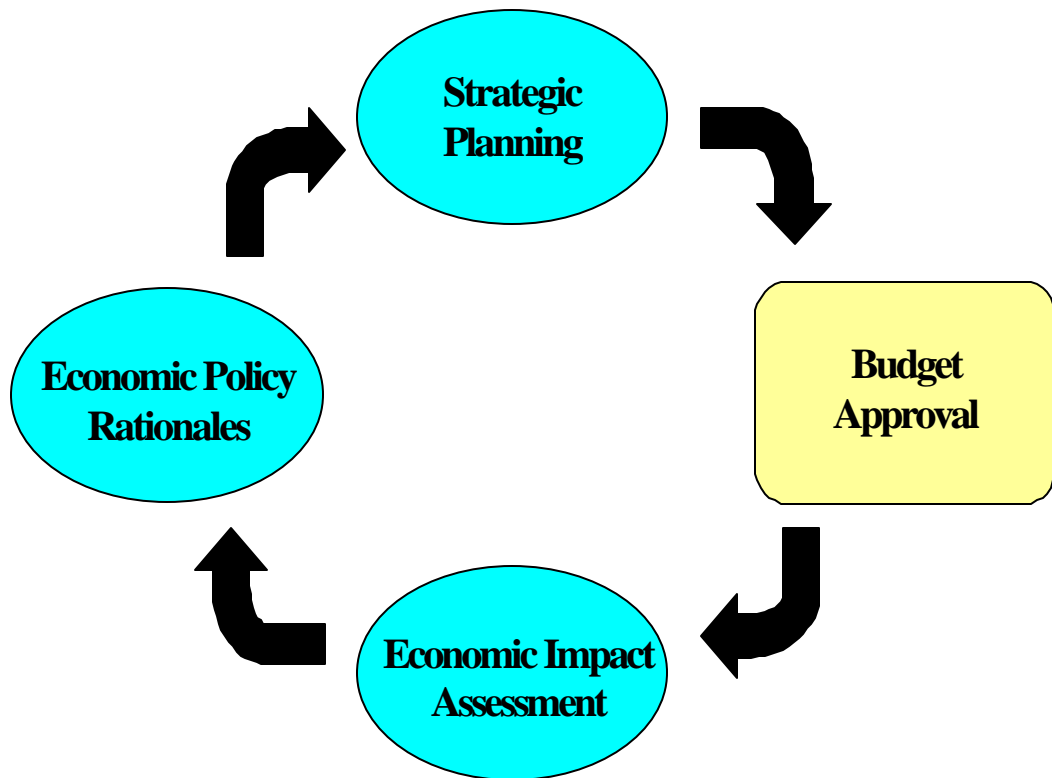 Strategic
Planning
Economic Policy
Rationales
Budget
Approval
Economic Impact
Assessment